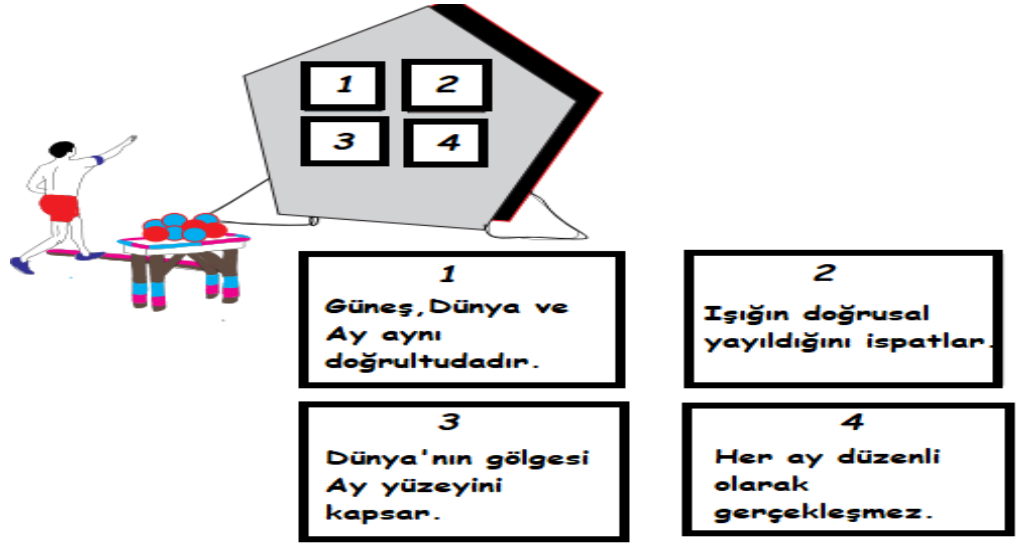 1
2
3
4
1
Güneş,Dünya ve
Ay aynı
doğrultudadır.
2
Işığın doğrusal
yayıldığını ispatlar.
3
Dünya'nın gölgesi
Ay yüzeyini
kapsar.
4
Her ay düzenli
olarak
gerçekleşmez.